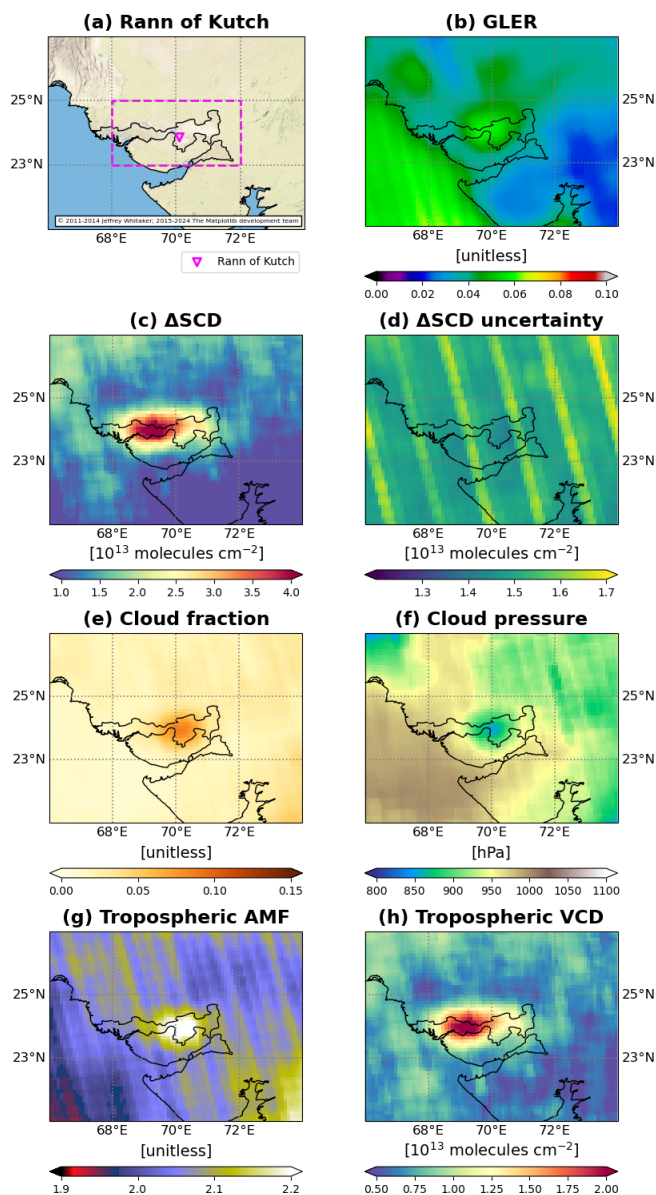 (a) Rann of Kutch
(b) GLER
25°N
23°N
25°N
23°N
© 2011-2014 Jeffrey Whitaker; 2015-2024 The Matplotlib development team
68°E 70°E 72°E
68°E 70°E 72°E
Rann of Kutch
[unitless]
0.00 0.02 0.04 0.06 0.08 0.10
(c) ΔSCD
(d) ΔSCD uncertainty
25°N
23°N
25°N
23°N
68°E 70°E 72°E
68°E 70°E 72°E
[10¹³ molecules cm⁻²]
[10¹³ molecules cm⁻²]
1.0 1.5 2.0 2.5 3.0 3.5 4.0
1.3 1.4 1.5 1.6 1.7
(e) Cloud fraction
(f) Cloud pressure
25°N
23°N
25°N
23°N
68°E 70°E 72°E
68°E 70°E 72°E
[unitless]
[hPa]
0.00 0.05 0.10 0.15
800 850 900 950 1000 1050 1100
(g) Tropospheric AMF
(h) Tropospheric VCD
25°N
23°N
25°N
23°N
68°E 70°E 72°E
68°E 70°E 72°E
[unitless]
[10¹³ molecules cm⁻²]
1.9 2.0 2.1 2.2
0.50 0.75 1.00 1.25 1.50 1.75 2.00